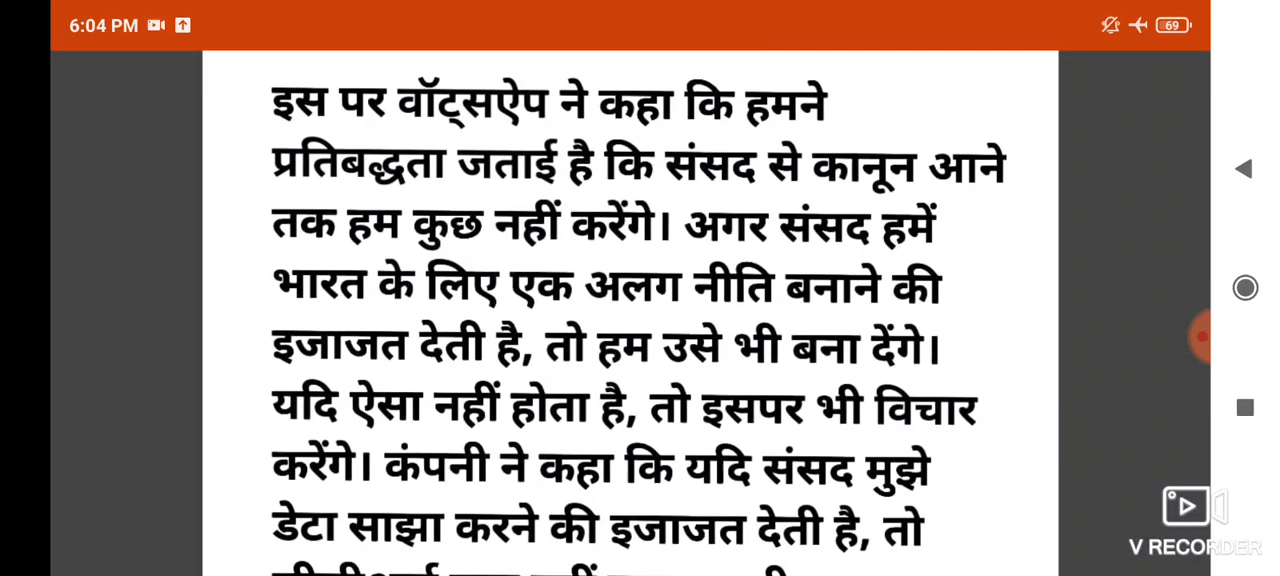 6:04 PM
69
इस पर वॉट्सऐप ने कहा कि हमने
प्रतिबद्धता जताई है कि संसद से कानून आने
तक हम कुछ नहीं करेंगे। अगर संसद हमें
भारत के लिए एक अलग नीति बनाने की
इजाजत देती है, तो हम उसे भी बना देंगे।
यदि ऐसा नहीं होता है, तो इसपर भी विचार
करेंगे। कंपनी ने कहा कि यदि संसद मुझे
डेटा साझा करने की इजाजत देती है, तो
V RECORDER